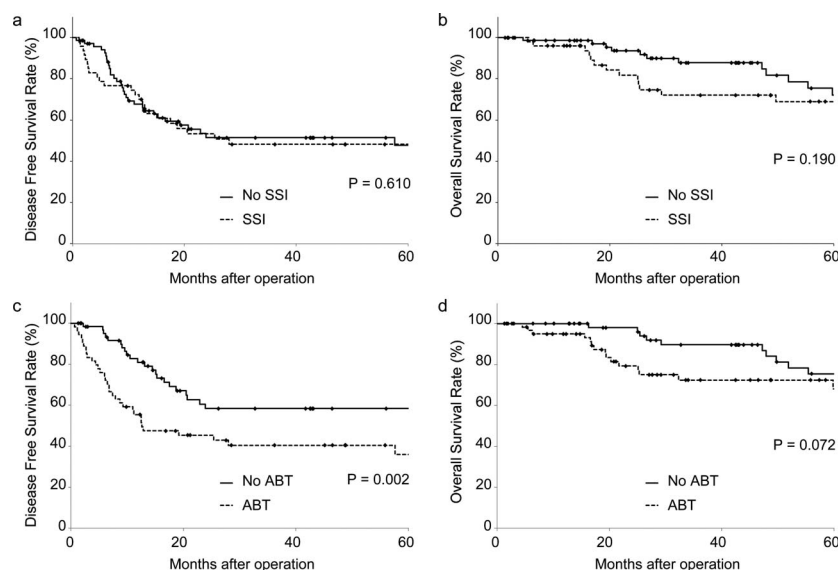 a
Disease Free Survival Rate (%)
100
80
60
40
20
0
No SSI
SSI
P = 0.610
0 20 40 60
Months after operation
b
Overall Survival Rate (%)
100
80
60
40
20
0
No SSI
SSI
P = 0.190
0 20 40 60
Months after operation
c
Disease Free Survival Rate (%)
100
80
60
40
20
0
No ABT
ABT
P = 0.002
0 20 40 60
Months after operation
d
Overall Survival Rate (%)
100
80
60
40
20
0
No ABT
ABT
P = 0.072
0 20 40 60
Months after operation